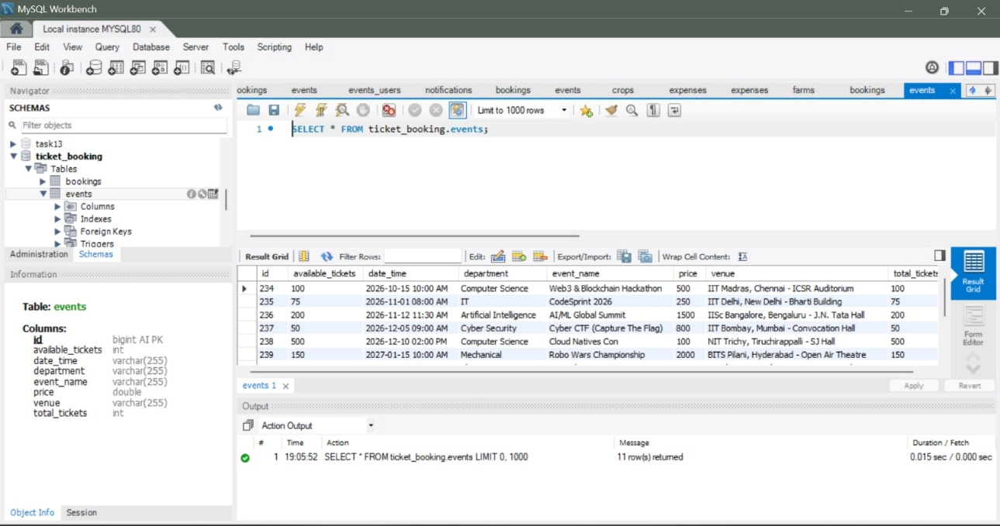 MySQL Workbench
Local instance MYSQL80
File Edit View Query Database Server Tools Scripting Help
Navigator
SCHEMAS
Filter objects
task13
ticket_booking
Tables
bookings
events
Columns
Indexes
Foreign Keys
Triggers
Administration Schemas
Information
Table: events
Columns:
id bigint AI PK
available_tickets int
date_time varchar(255)
department varchar(255)
event_name varchar(255)
price double
venue varchar(255)
total_tickets int
Object Info Session
ookings events events_users notifications bookings events crops expenses expenses farms bookings events
Limit to 1000 rows
1 SELECT * FROM ticket_booking.events;
Result Grid Filter Rows: Edit: Export/Import: Wrap Cell Content: IA
id available_tickets date_time department event_name price venue total_tickets
234 100 2026-10-15 10:00 AM Computer Science Web3 & Blockchain Hackathon 500 IIT Madras, Chennai - ICSR Auditorium 100
235 75 2026-11-01 08:00 AM IT CodeSprint 2026 250 IIT Delhi, New Delhi - Bharti Building 75
236 200 2026-11-12 11:30 AM Artificial Intelligence AI/ML Global Summit 1500 IISc Bangalore, Bengaluru - J.N. Tata Hall 200
237 50 2026-12-05 09:00 AM Cyber Security Cyber CTF (Capture The Flag) 800 IIT Bombay, Mumbai - Convocation Hall 50
238 500 2026-12-10 02:00 PM Computer Science Cloud Natives Con 100 NIT Trichy, Tiruchirappalli - SJ Hall 500
239 150 2027-01-15 10:00 AM Mechanical Robo Wars Championship 2000 BITS Pilani, Hyderabad - Open Air Theatre 150
Result Grid
Form Editor
events 1 Apply Revert
Output
Action Output
# Time Action Message Duration / Fetch
1 19:05:52 SELECT * FROM ticket_booking.events LIMIT 0, 1000 11 row(s) returned 0.015 sec / 0.000 sec